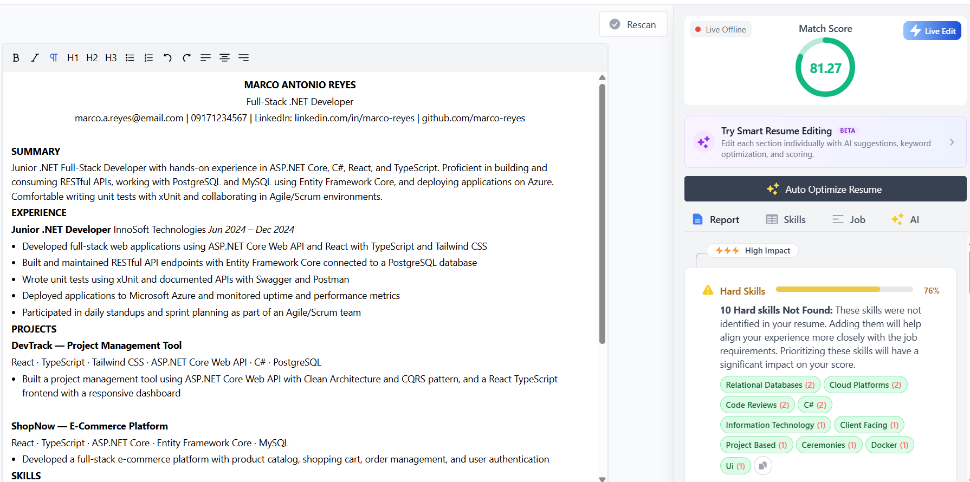 Rescan
B I ¶ H1 H2 H3
MARCO ANTONIO REYES
Full-Stack .NET Developer
marco.a.reyes@email.com | 09171234567 | LinkedIn: linkedin.com/in/marco-reyes | github.com/marco-reyes
SUMMARY
Junior .NET Full-Stack Developer with hands-on experience in ASP.NET Core, C#, React, and TypeScript. Proficient in building and
consuming RESTful APIs, working with PostgreSQL and MySQL using Entity Framework Core, and deploying applications on Azure.
Comfortable writing unit tests with xUnit and collaborating in Agile/Scrum environments.
EXPERIENCE
Junior .NET Developer InnoSoft Technologies Jun 2024 – Dec 2024
• Developed full-stack web applications using ASP.NET Core Web API and React with TypeScript and Tailwind CSS
• Built and maintained RESTful API endpoints with Entity Framework Core connected to a PostgreSQL database
• Wrote unit tests using xUnit and documented APIs with Swagger and Postman
• Deployed applications to Microsoft Azure and monitored uptime and performance metrics
• Participated in daily standups and sprint planning as part of an Agile/Scrum team
PROJECTS
DevTrack — Project Management Tool
React · TypeScript · Tailwind CSS · ASP.NET Core Web API · C# · PostgreSQL
• Built a project management tool using ASP.NET Core Web API with Clean Architecture and CQRS pattern, and a React TypeScript
frontend with a responsive dashboard
ShopNow — E-Commerce Platform
React · TypeScript · ASP.NET Core · Entity Framework Core · MySQL
• Developed a full-stack e-commerce platform with product catalog, shopping cart, order management, and user authentication
SKILLS
Live Offline
Match Score
Live Edit
81.27
Try Smart Resume Editing BETA
Edit each section individually with AI suggestions, keyword
optimization, and scoring.
Auto Optimize Resume
Report Skills Job AI
High Impact
Hard Skills 76%
10 Hard skills Not Found: These skills were not
identified in your resume. Adding them will help
align your experience more closely with the job
requirements. Prioritizing these skills will have a
significant impact on your score.
Relational Databases (2) Cloud Platforms (2)
Code Reviews (2) C# (2)
Information Technology (1) Client Facing (1)
Project Based (1) Ceremonies (1) Docker (1)
Ui (1)